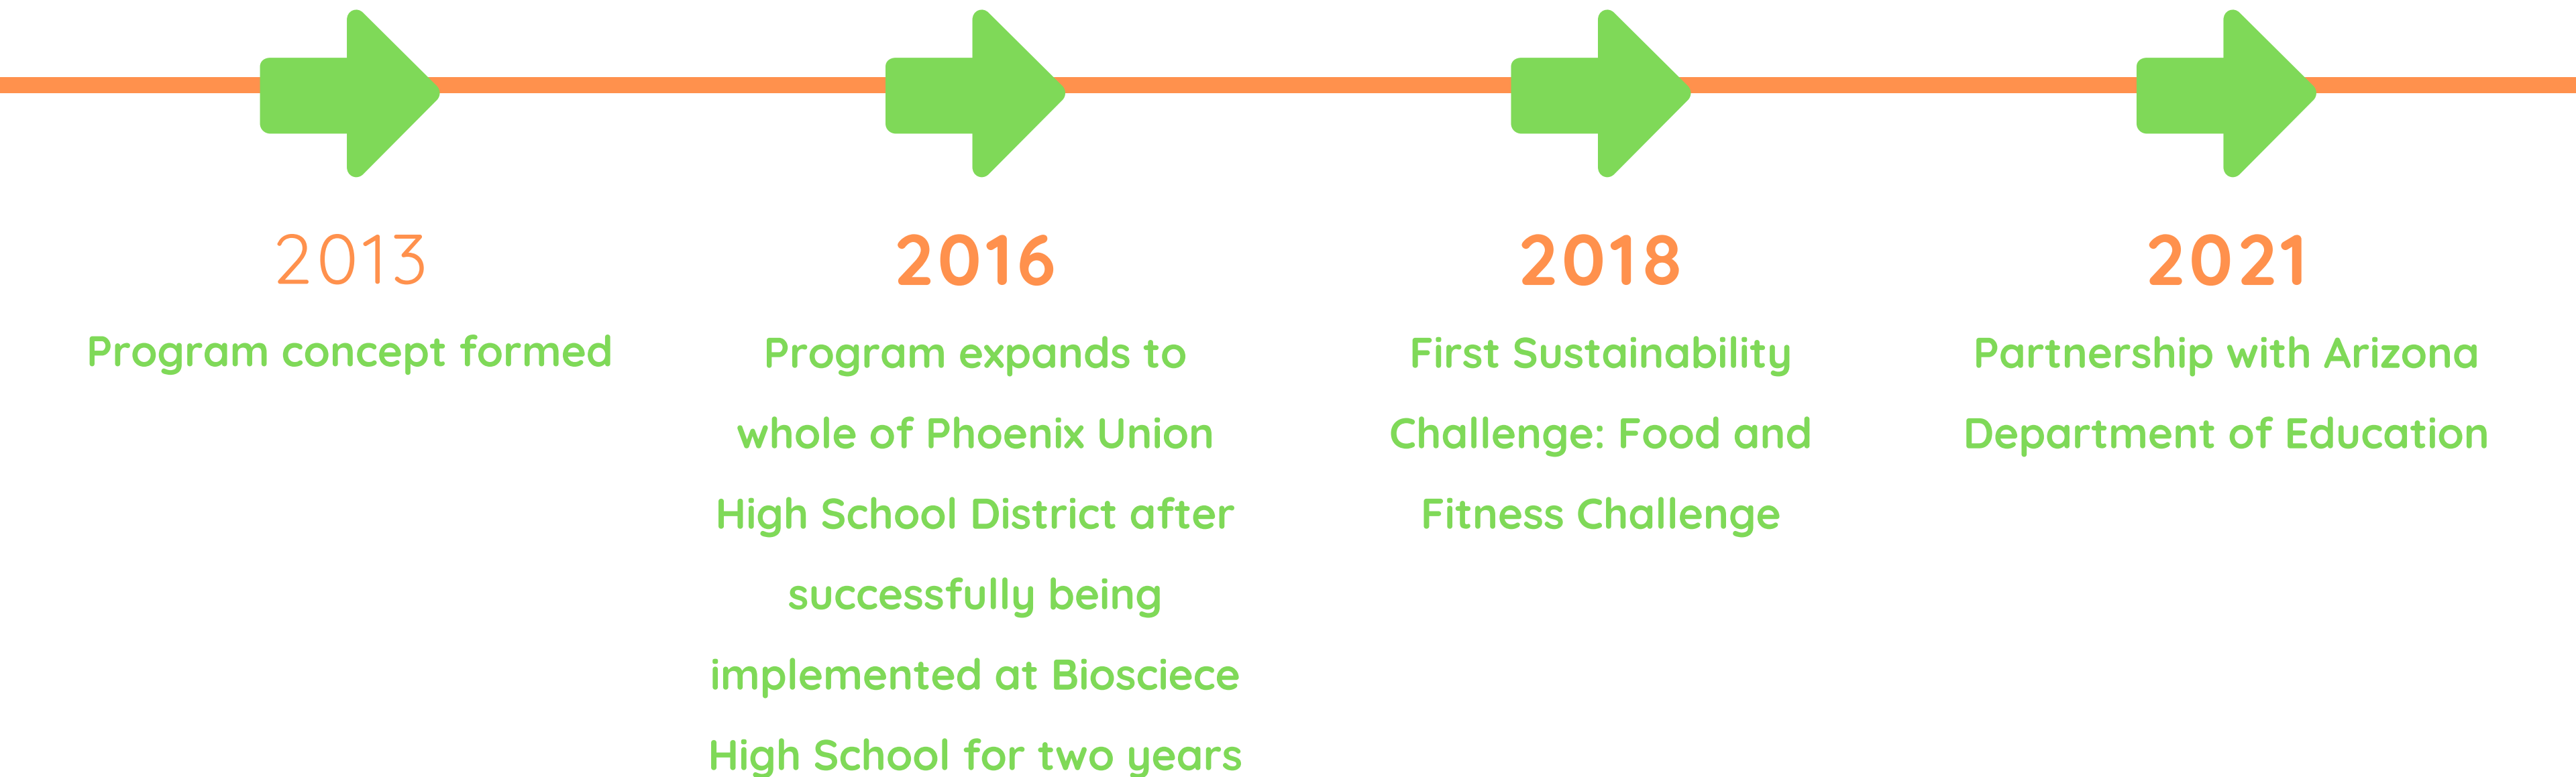 2013
Program concept formed
2016
Program expands to
whole of Phoenix Union
High School District after
successfully being
implemented at Biosciece
High School for two years
2018
First Sustainability
Challenge: Food and
Fitness Challenge
2021
Partnership with Arizona
Department of Education